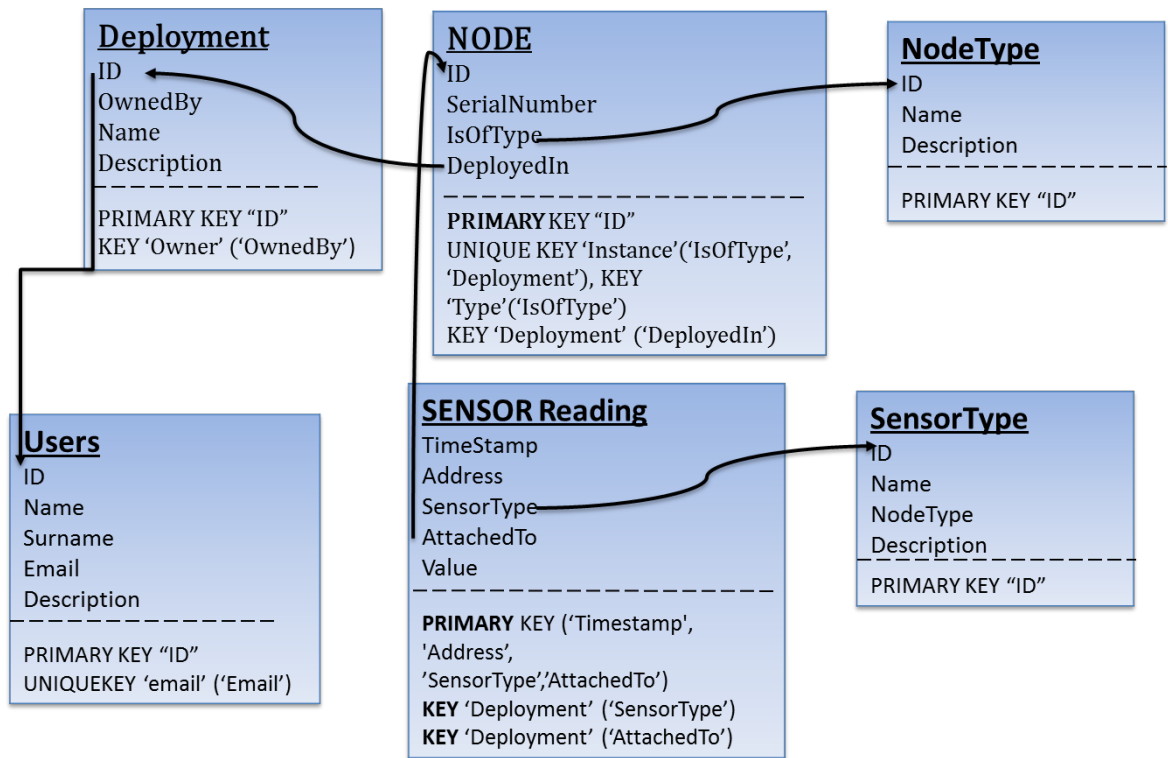 Deployment
ID
OwnedBy
Name
Description
PRIMARY KEY “ID”
KEY ‘Owner’ (‘OwnedBy’)
NODE
ID
SerialNumber
IsOfType
DeployedIn
PRIMARY KEY “ID”
UNIQUE KEY ‘Instance’(‘IsOfType’,
‘Deployment’), KEY
‘Type’(‘IsOfType’)
KEY ‘Deployment’ (‘DeployedIn’)
NodeType
ID
Name
Description
PRIMARY KEY “ID”
Users
ID
Name
Surname
Email
Description
PRIMARY KEY “ID”
UNIQUEKEY ‘email’ (‘Email’)
SENSOR Reading
TimeStamp
Address
SensorType
AttachedTo
Value
PRIMARY KEY (‘Timestamp',
'Address’,
’SensorType’,’AttachedTo’)
KEY ‘Deployment’ (‘SensorType’)
KEY ‘Deployment’ (‘AttachedTo’)
SensorType
ID
Name
NodeType
Description
PRIMARY KEY “ID”